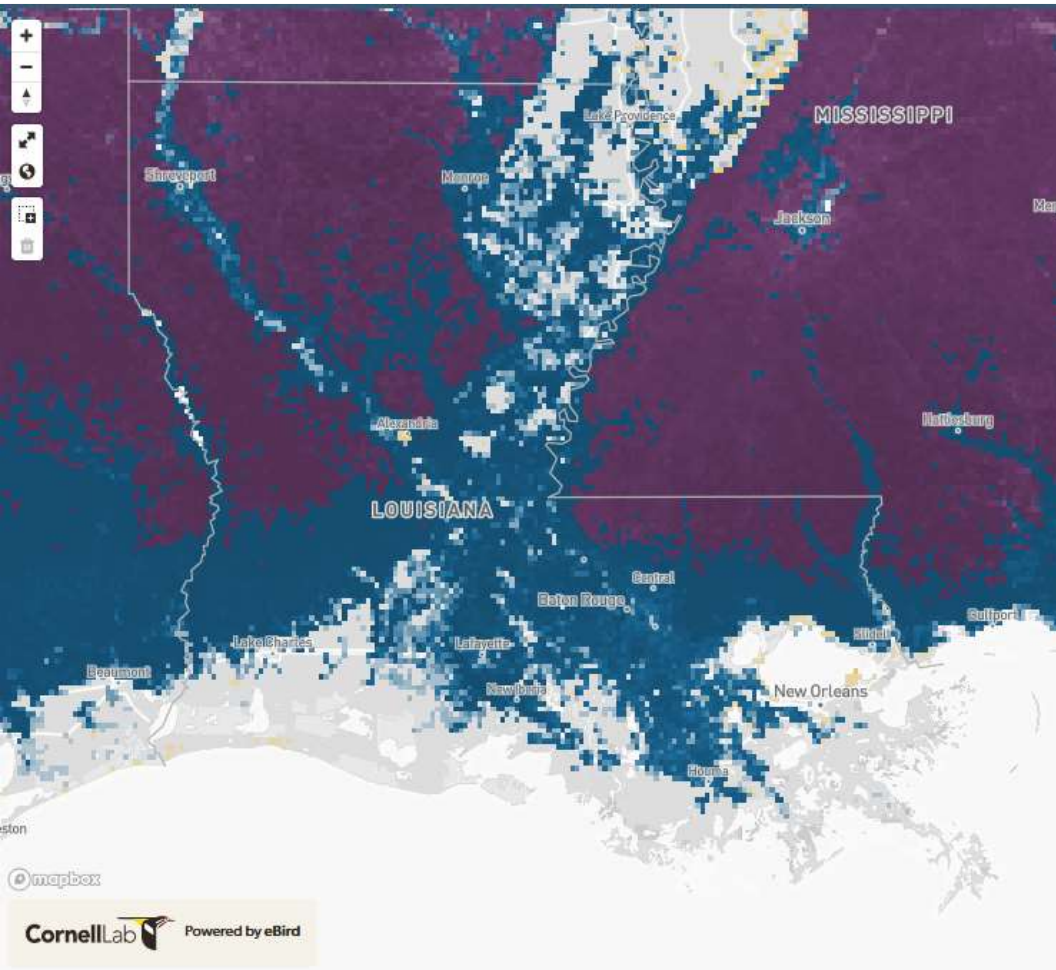 MISSISSIPPI
Lake Providence
Shreveport
Monroe
Jackson
Alexandria
Hattiesburg
LOUISIANA
Central
Baton Rouge
Gulfport
Slidell
Lake Charles
Lafayette
Beaumont
New Iberia
New Orleans
Houma
eston
mapbox
CornellLab
Powered by eBird